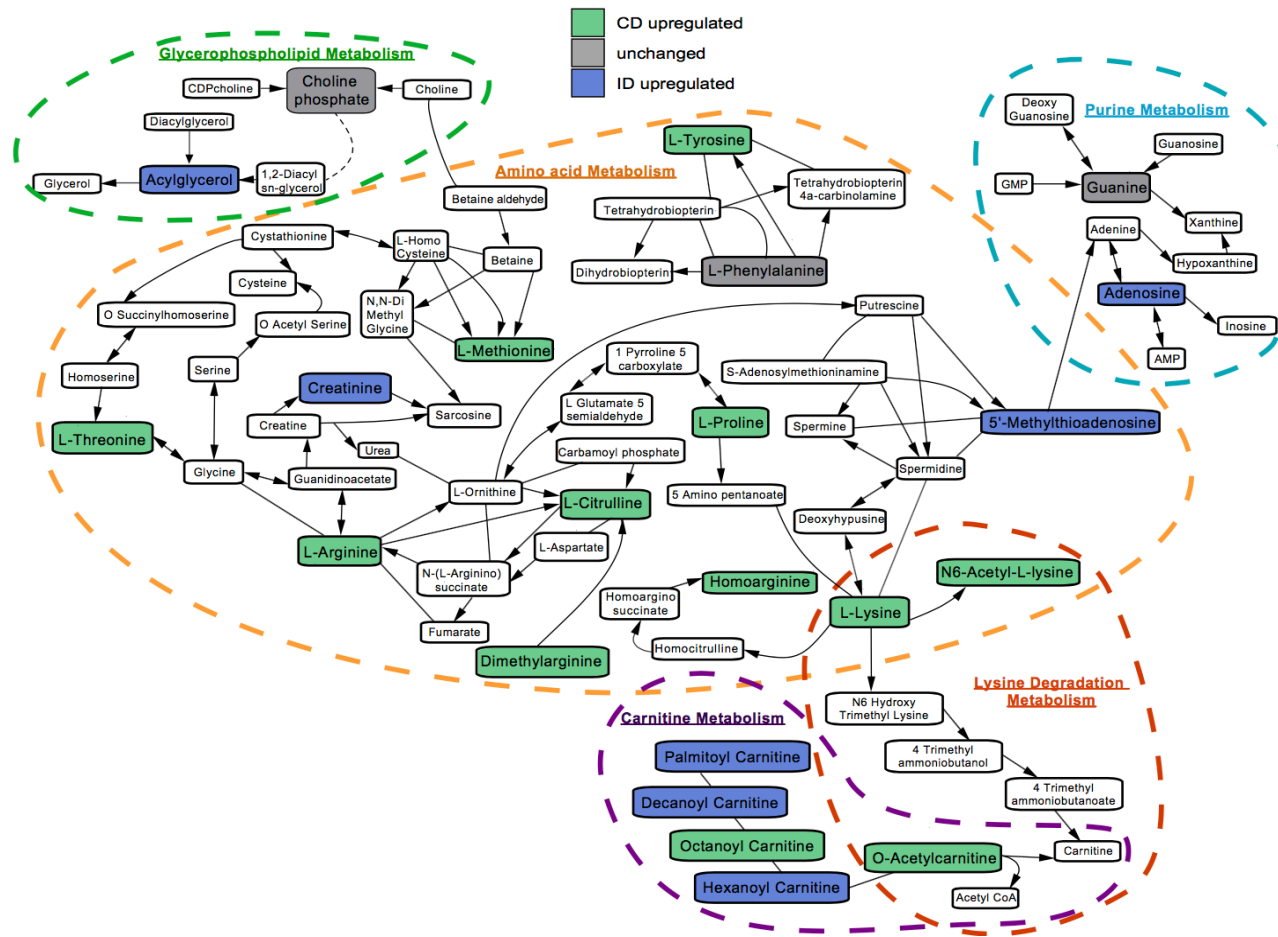 CD upregulated
unchanged
ID upregulated
Glycerophospholipid Metabolism
CDPcholine
Choline
phosphate
Choline
Diacylglycerol
Glycerol
Acylglycerol
1,2-Diacyl
sn-glycerol
Purine Metabolism
Deoxy
Guanosine
Guanosine
GMP
Guanine
Xanthine
Adenine
Hypoxanthine
Adenosine
Inosine
AMP
Amino acid Metabolism
L-Tyrosine
Tetrahydrobiopterin
4a-carbinolamine
Tetrahydrobiopterin
Dihydrobiopterin
L-Phenylalanine
Betaine aldehyde
Cystathionine
L-Homo
Cysteine
Betaine
Cysteine
N,N-Di
Methyl
Glycine
O Succinylhomoserine
O Acetyl Serine
L-Methionine
Putrescine
1 Pyrroline 5
carboxylate
S-Adenosylmethioninamine
Homoserine
Serine
Creatinine
Sarcosine
L Glutamate 5
semialdehyde
L-Proline
Spermine
5'-Methylthioadenosine
L-Threonine
Creatine
Urea
Carbamoyl phosphate
Glycine
Guanidinoacetate
L-Ornithine
Spermidine
L-Citrulline
5 Amino pentanoate
Deoxyhypusine
L-Arginine
L-Aspartate
N-(L-Arginino)
succinate
Homoarginine
N6-Acetyl-L-lysine
Homoargino
succinate
L-Lysine
Fumarate
Homocitrulline
Dimethylarginine
Lysine Degradation
Metabolism
N6 Hydroxy
Trimethyl Lysine
4 Trimethyl
ammoniobutanol
4 Trimethyl
ammoniobutanoate
Carnitine Metabolism
Palmitoyl Carnitine
Decanoyl Carnitine
Octanoyl Carnitine
Hexanoyl Carnitine
O-Acetylcarnitine
Carnitine
Acetyl CoA